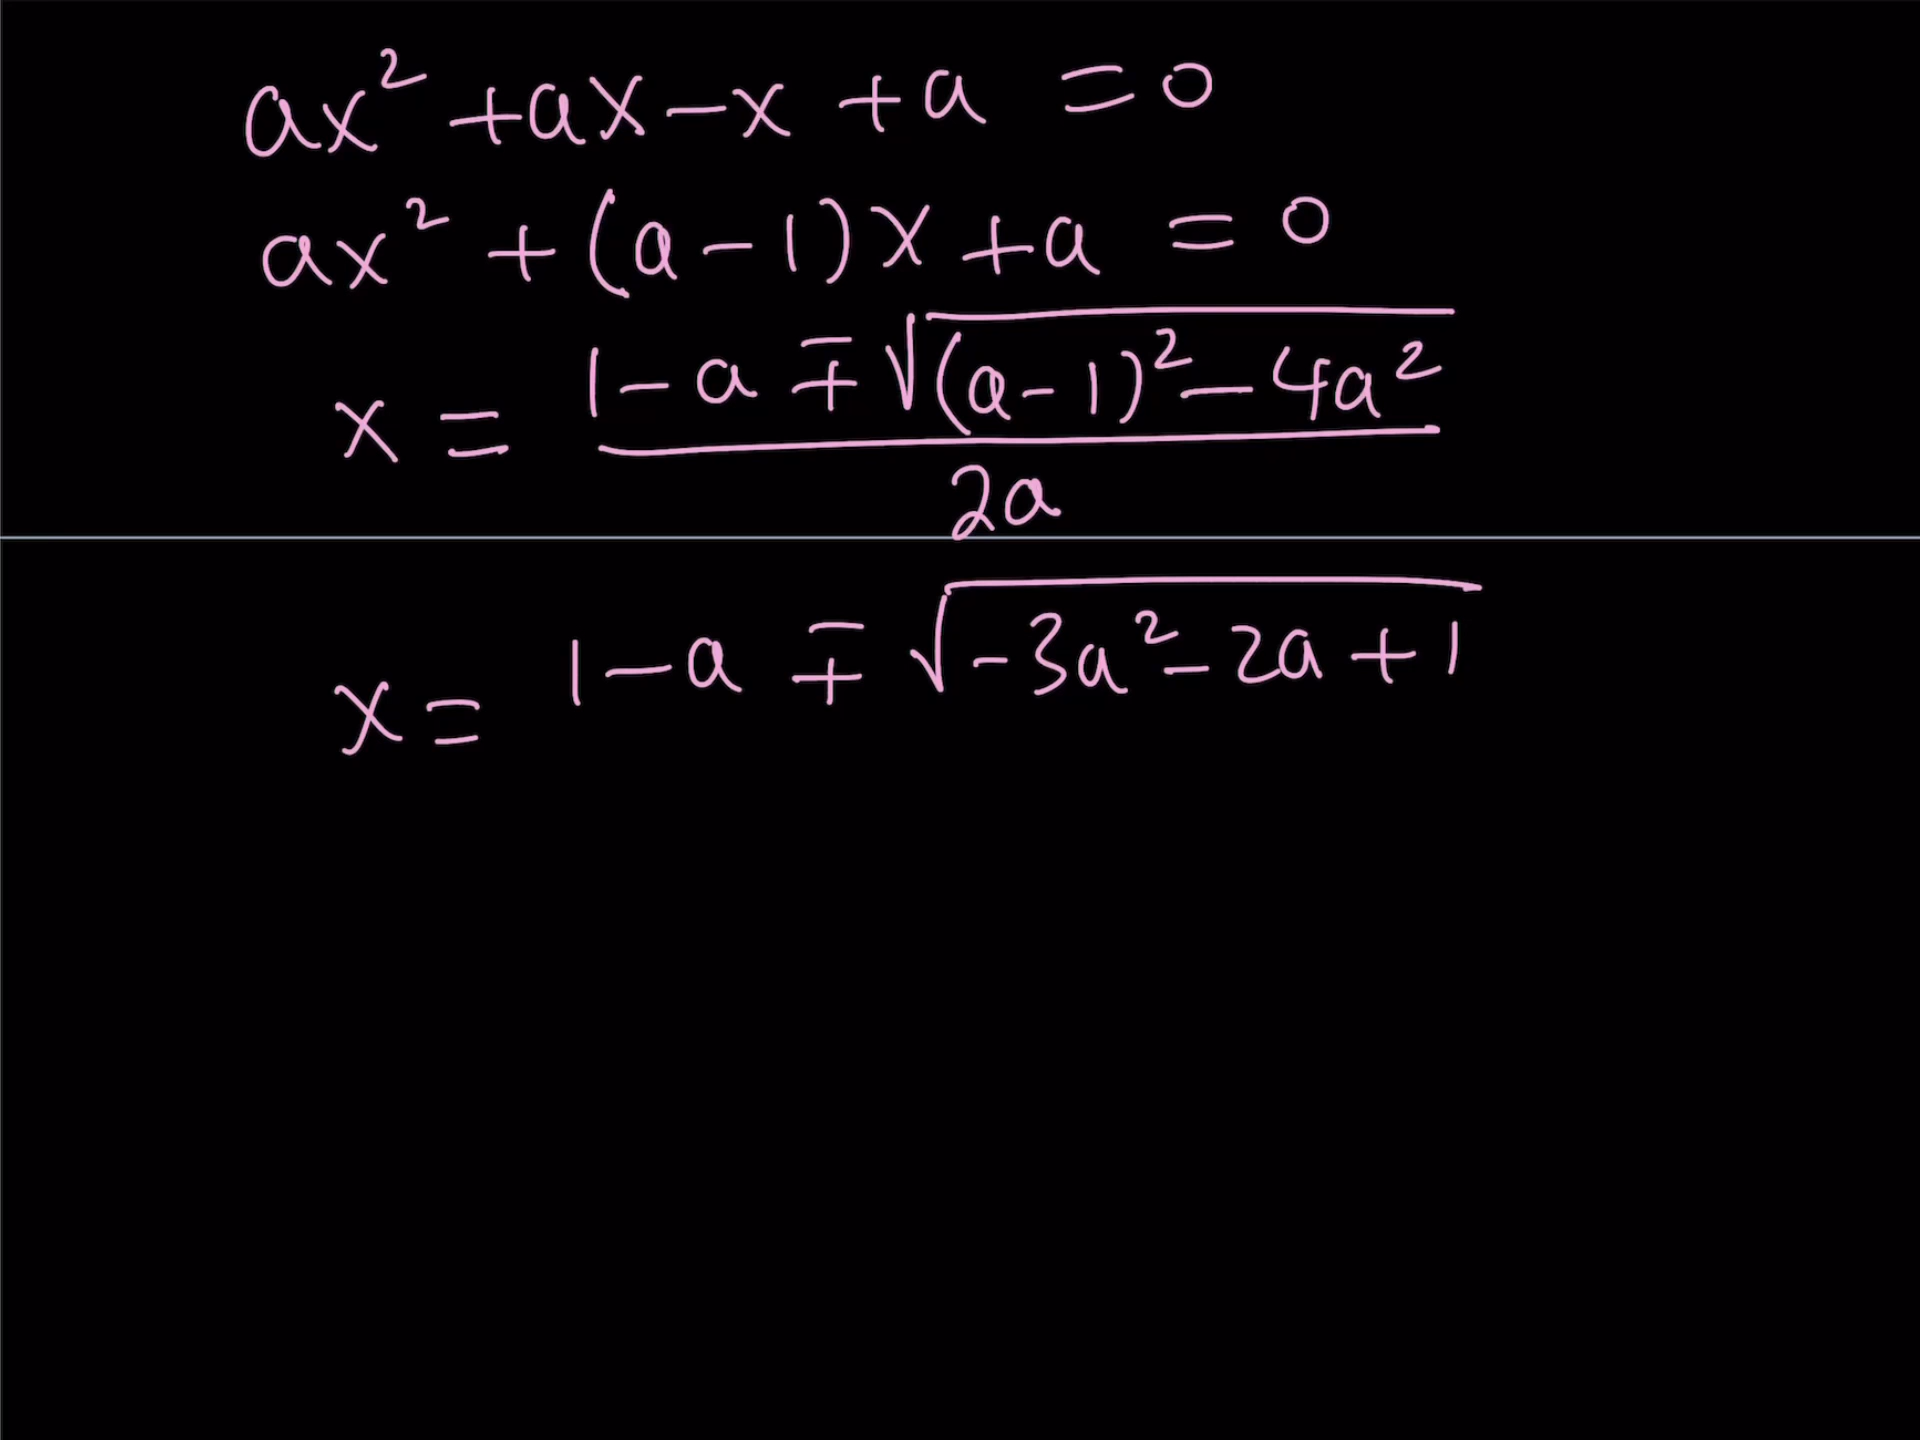 ax² + ax - x + a = 0
ax² + (a - 1)x + a = 0
x = (1 - a ∓ √((a - 1)² - 4a²)) / 2a
x = 1 - a ∓ √(-3a² - 2a + 1)